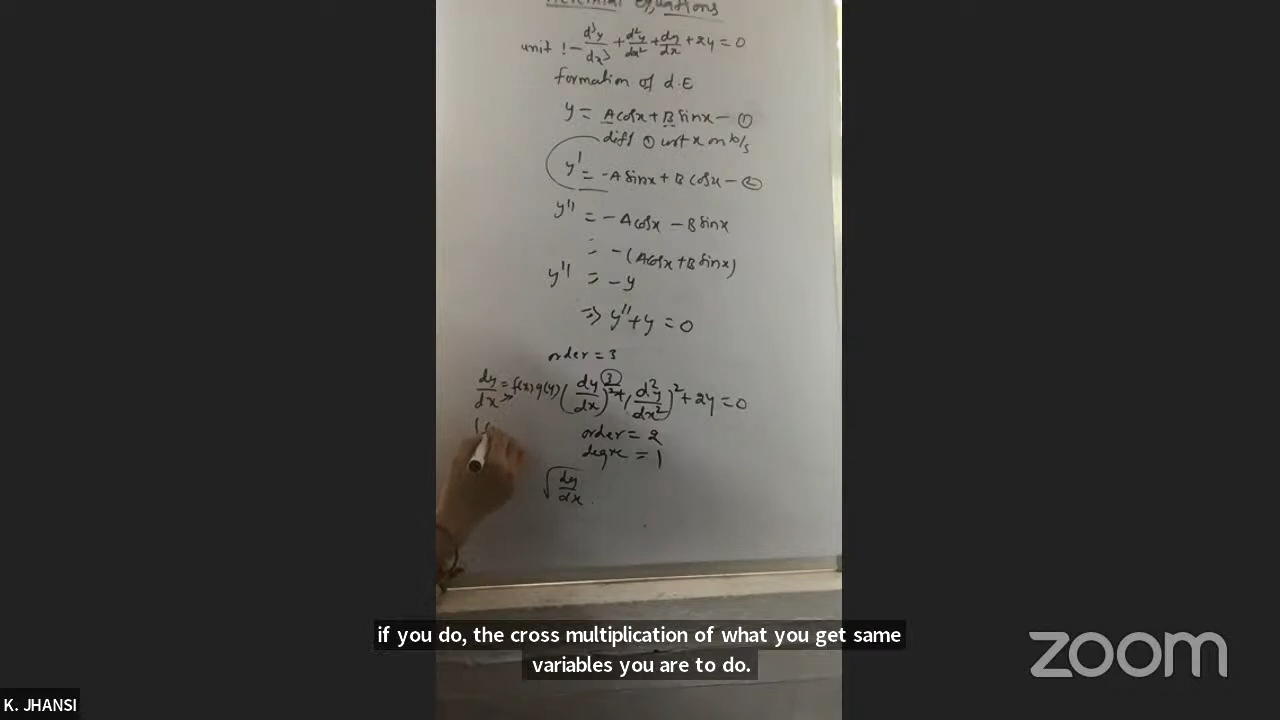 Equations
unit :- d³y/dx³ + d²y/dx² + dy/dx + 2y = 0
Formation of d.E
y = A cosx + B sinx - ①
diff ① wrt x on b/s
y' = -A sinx + B cosx - ②
y'' = -A cosx - B sinx
= -(A cosx + B sinx)
y'' = -y
⇒ y'' + y = 0
order = 3
dy/dx = f(x) g(y) (dy/dx) (d²y/dx²)² + 2y = 0
order = 2
degre = 1
√dy/dx
if you do, the cross multiplication of what you get same
variables you are to do.
zoom
K. JHANSI